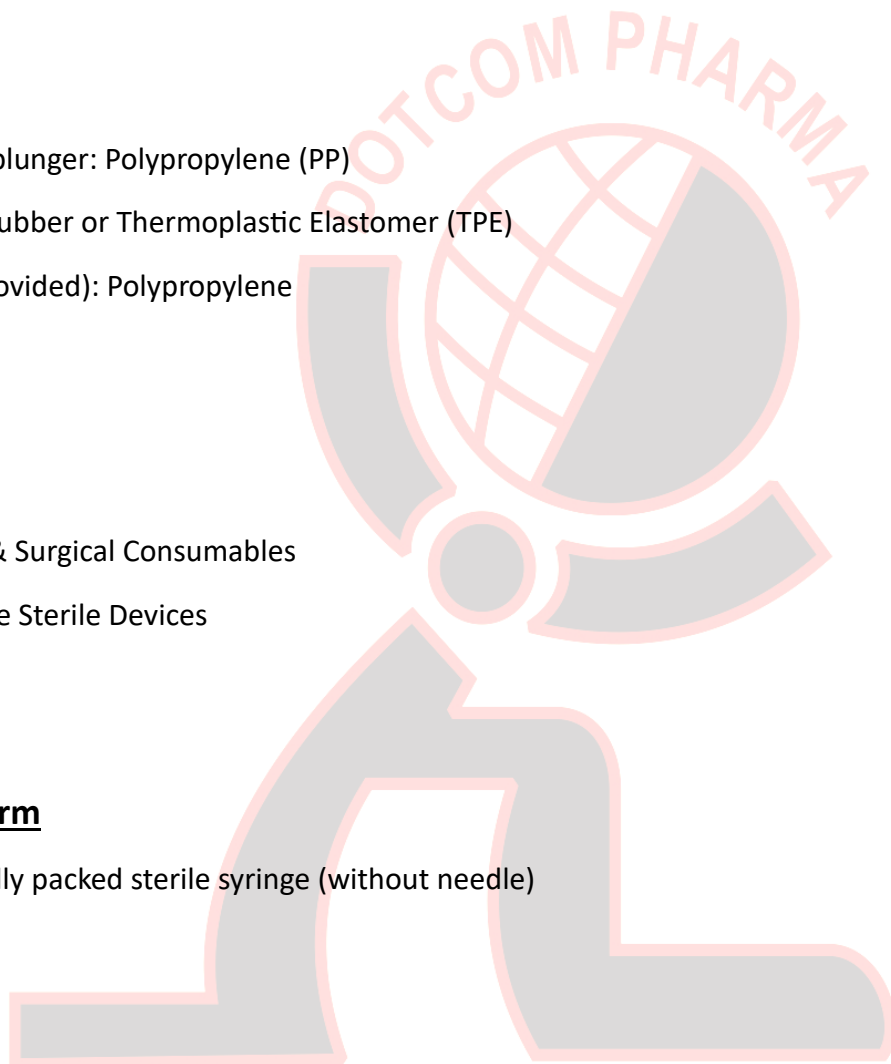 DOTCOM PHARMA
plunger: Polypropylene (PP)
ubber or Thermoplastic Elastomer (TPE)
ovided): Polypropylene
& Surgical Consumables
e Sterile Devices
rm
lly packed sterile syringe (without needle)